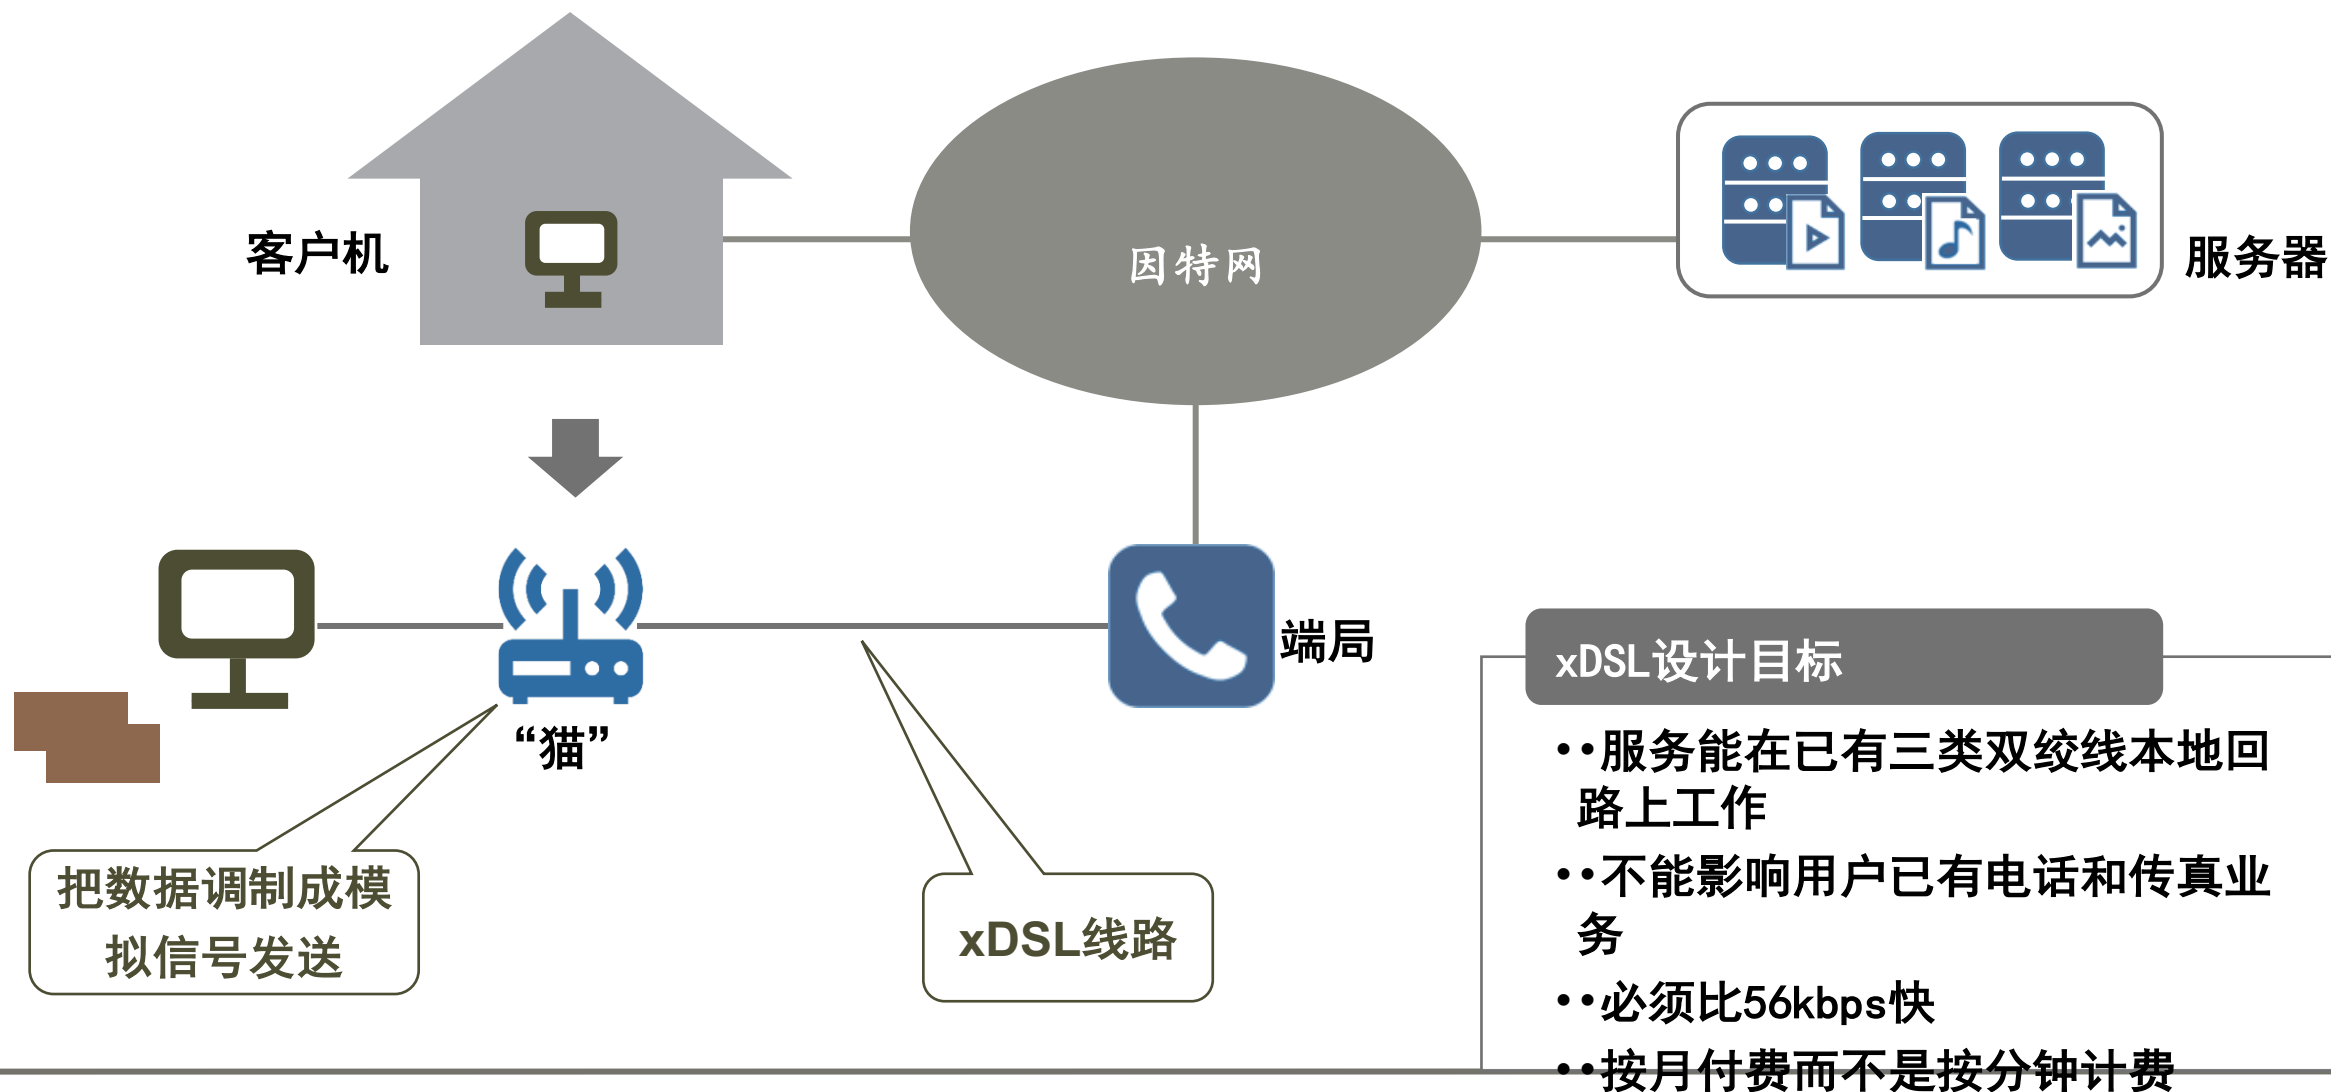 客户机
因特网
服务器
端局
“猫”
把数据调制成模
拟信号发送
xDSL线路
xDSL设计目标
••服务能在已有三类双绞线本地回
路上工作
••不能影响用户已有电话和传真业
务
••必须比56kbps快
••按月付费而不是按分钟计费